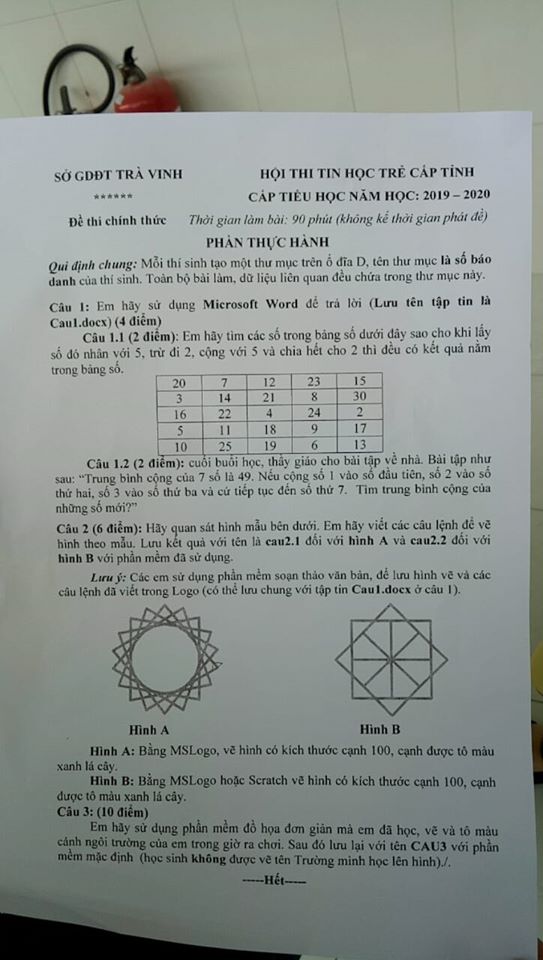 SỞ GDĐT TRÀ VINH
HỘI THI TIN HỌC TRẺ CẤP TỈNH
******
CẤP TIỂU HỌC NĂM HỌC: 2019 – 2020
Đề thi chính thức
Thời gian làm bài: 90 phút (không kể thời gian phát đề)
PHẦN THỰC HÀNH
Qui định chung: Mỗi thí sinh tạo một thư mục trên ổ đĩa D, tên thư mục là số báo
danh của thí sinh. Toàn bộ bài làm, dữ liệu liên quan đều chứa trong thư mục này.
Câu 1: Em hãy sử dụng Microsoft Word để trả lời (Lưu tên tập tin là
Cau1.docx) (4 điểm)
Câu 1.1 (2 điểm): Em hãy tìm các số trong bảng số dưới đây sao cho khi lấy
số đó nhân với 5, trừ đi 2, cộng với 5 và chia hết cho 2 thì đều có kết quả nằm
trong bảng số.
20 7 12 23 15
3 14 21 8 30
16 22 4 24 2
5 11 18 9 17
10 25 19 6 13
Câu 1.2 (2 điểm): cuối buổi học, thầy giáo cho bài tập về nhà. Bài tập như
sau: “Trung bình cộng của 7 số là 49. Nếu cộng số 1 vào số đầu tiên, số 2 vào số
thứ hai, số 3 vào số thứ ba và cứ tiếp tục đến số thứ 7. Tìm trung bình cộng của
những số mới?”
Câu 2 (6 điểm): Hãy quan sát hình mẫu bên dưới. Em hãy viết các câu lệnh để vẽ
hình theo mẫu. Lưu kết quả với tên là cau2.1 đối với hình A và cau2.2 đối với
hình B với phần mềm đã sử dụng.
Lưu ý: Các em sử dụng phần mềm soạn thảo văn bản, để lưu hình vẽ và các
câu lệnh đã viết trong Logo (có thể lưu chung với tập tin Cau1.docx ở câu 1).
Hình A
Hình B
Hình A: Bằng MSLogo, vẽ hình có kích thước cạnh 100, cạnh được tô màu
xanh lá cây.
Hình B: Bằng MSLogo hoặc Scratch vẽ hình có kích thước cạnh 100, cạnh
được tô màu xanh lá cây.
Câu 3: (10 điểm)
Em hãy sử dụng phần mềm đồ họa đơn giản mà em đã học, vẽ và tô màu
cảnh ngôi trường của em trong giờ ra chơi. Sau đó lưu lại với tên CAU3 với phần
mềm mặc định (học sinh không được vẽ tên Trường mình học lên hình)./.
-----Hết-----